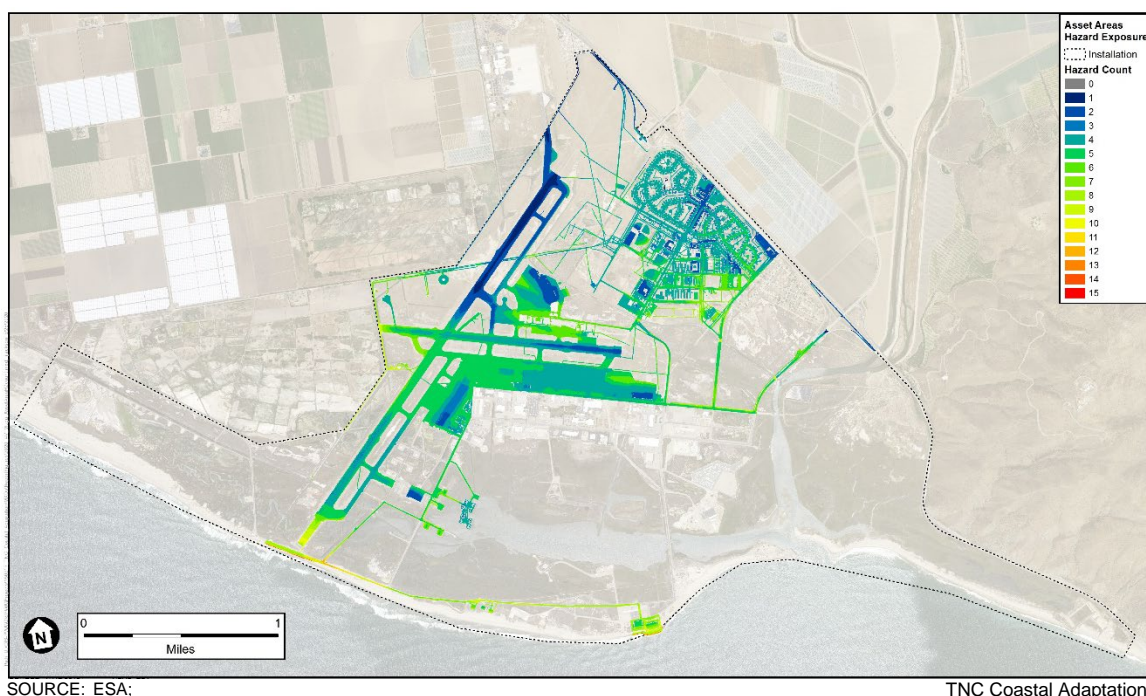 Asset Areas
Hazard Exposure
Installation
Hazard Count
0
1
2
3
4
5
6
7
8
9
10
11
12
13
14
15
N
0 1
Miles
SOURCE: ESA;
TNC Coastal Adaptation